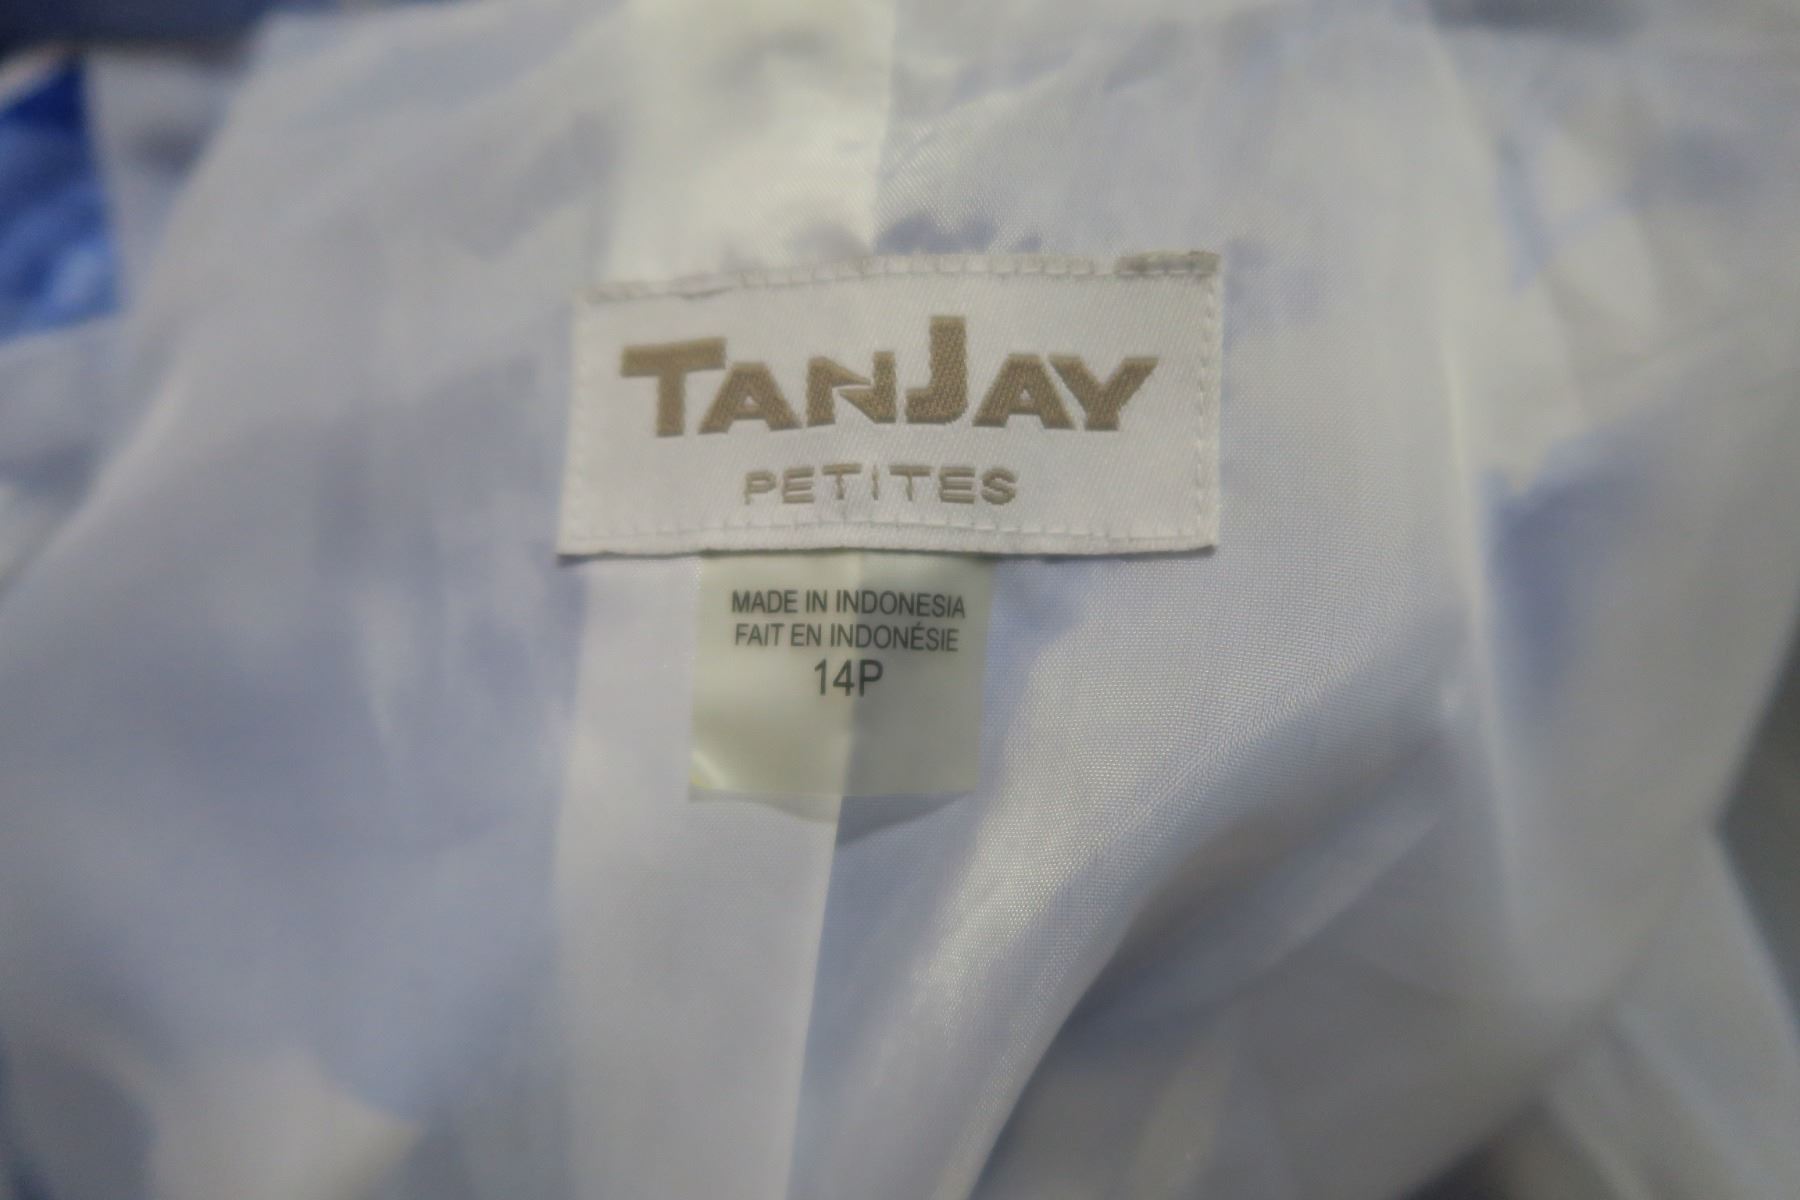 TANJAY
PETITES
MADE IN INDONESIA
FAIT EN INDONÉSIE
14P